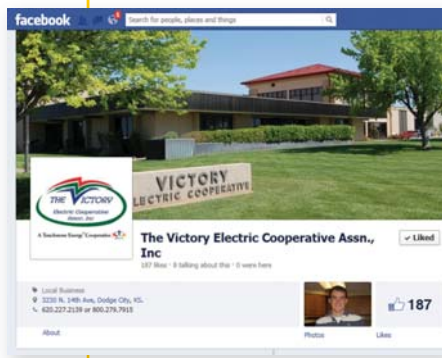 facebook
Search for people, places and things
VICTORY
ELECTRIC COOPERATIVE
THE VICTORY
Electric Cooperative
Assn., Inc
A Touchstone Energy Cooperative
The Victory Electric Cooperative Assn.,
Inc
✓ Liked
187 likes · 8 talking about this · 0 were here
Local Business
3230 N. 14th Ave, Dodge City, KS.
620.227.2139 or 800.279.7915
187
About
Photos
Likes